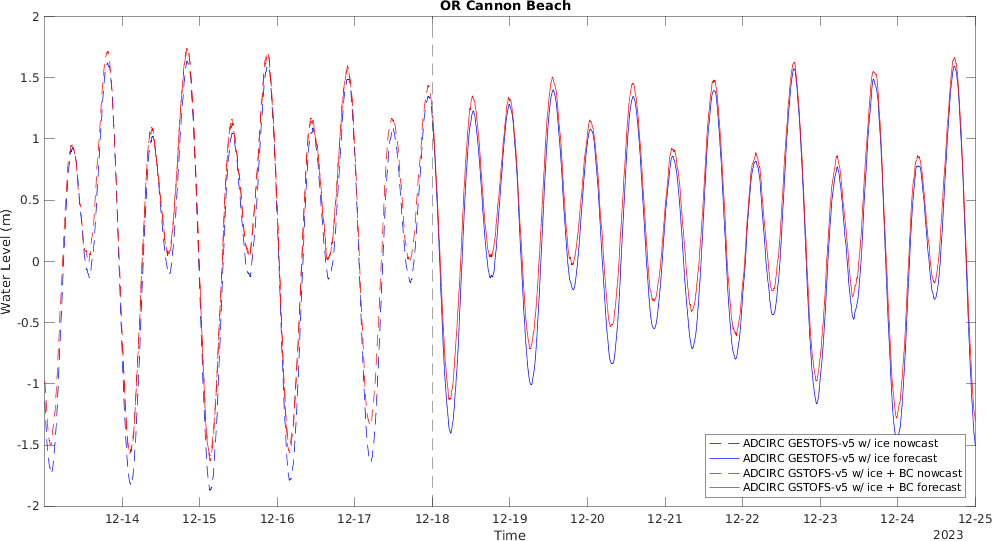 OR Cannon Beach
2
1.5
1
0.5
0
-0.5
-1
-1.5
-2
Water Level (m)
12-14 12-15 12-16 12-17 12-18 12-19 12-20 12-21 12-22 12-23 12-24 12-25
Time
2023
ADCIRC GESTOFS-v5 w/ ice nowcast
ADCIRC GESTOFS-v5 w/ ice forecast
ADCIRC GSTOFS-v5 w/ ice + BC nowcast
ADCIRC GSTOFS-v5 w/ ice + BC forecast